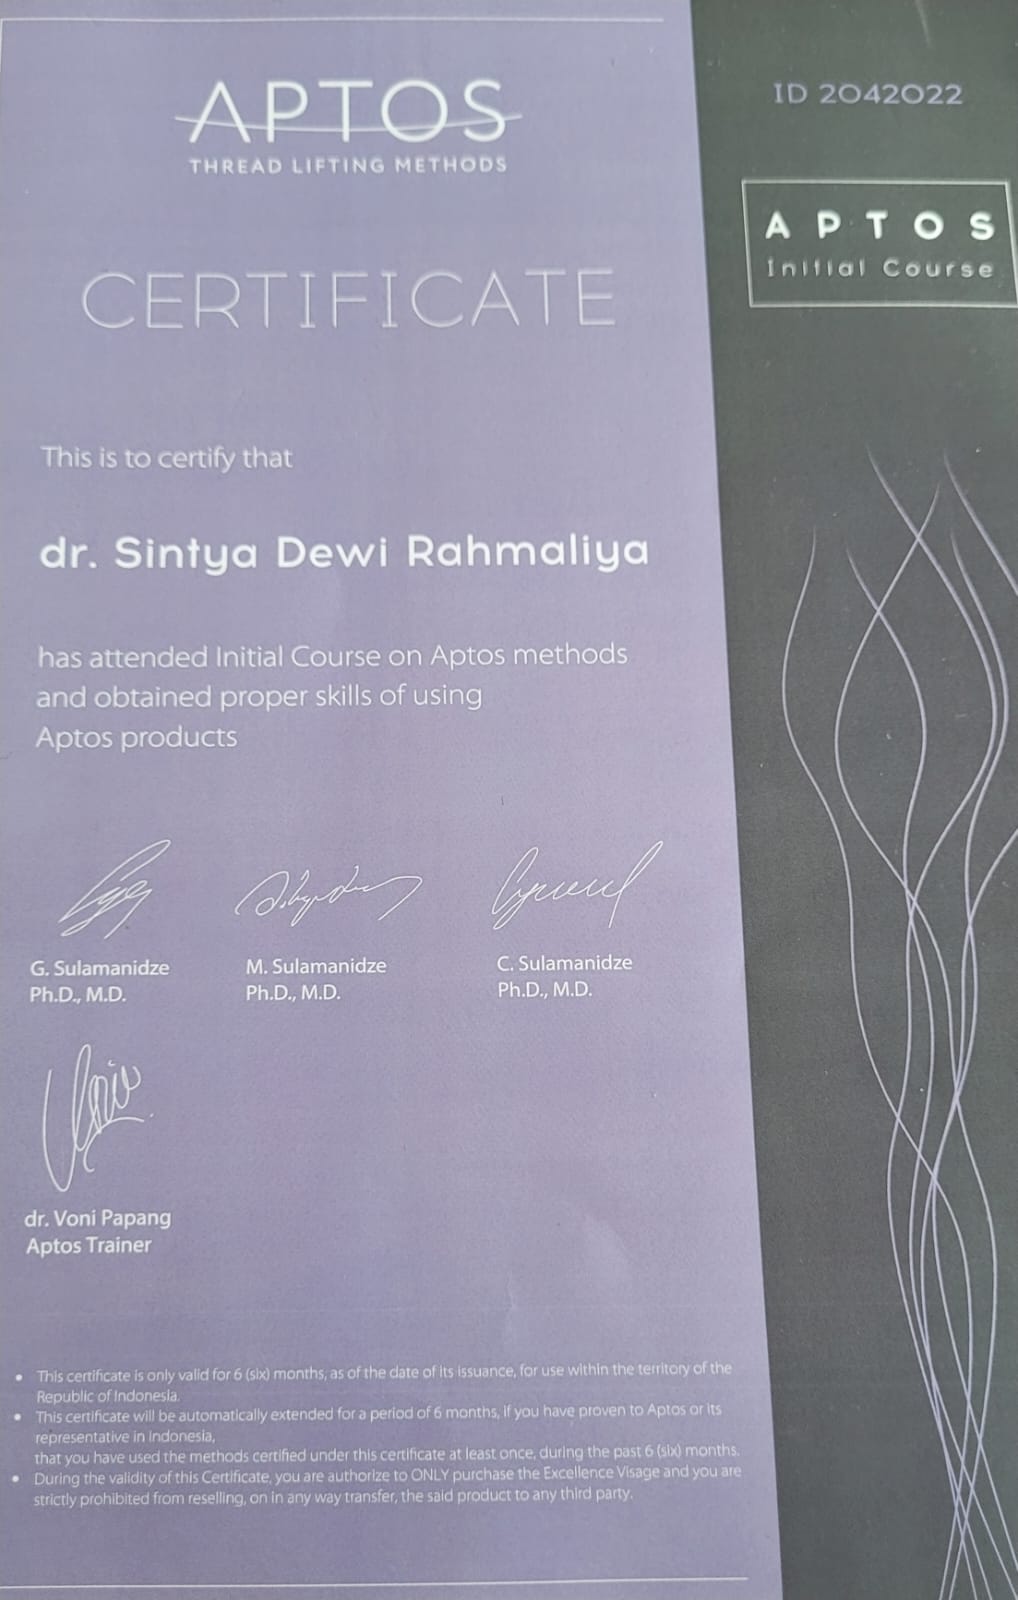 APTOS
THREAD LIFTING METHODS
ID 2042022
APTOS
Initial Course
CERTIFICATE
This is to certify that
dr. Sintya Dewi Rahmaliya
has attended Initial Course on Aptos methods
and obtained proper skills of using
Aptos products
G. Sulamanidze
Ph.D., M.D.
M. Sulamanidze
Ph.D., M.D.
C. Sulamanidze
Ph.D., M.D.
dr. Voni Papang
Aptos Trainer
• This certificate is only valid for 6 (six) months, as of the date of its issuance, for use within the territory of the
Republic of Indonesia.
• This certificate will be automatically extended for a period of 6 months, if you have proven to Aptos or its
representative in Indonesia,
that you have used the methods certified under this certificate at least once, during the past 6 (six) months.
• During the validity of this Certificate, you are authorize to ONLY purchase the Excellence Visage and you are
strictly prohibited from reselling, on in any way transfer, the said product to any third party.